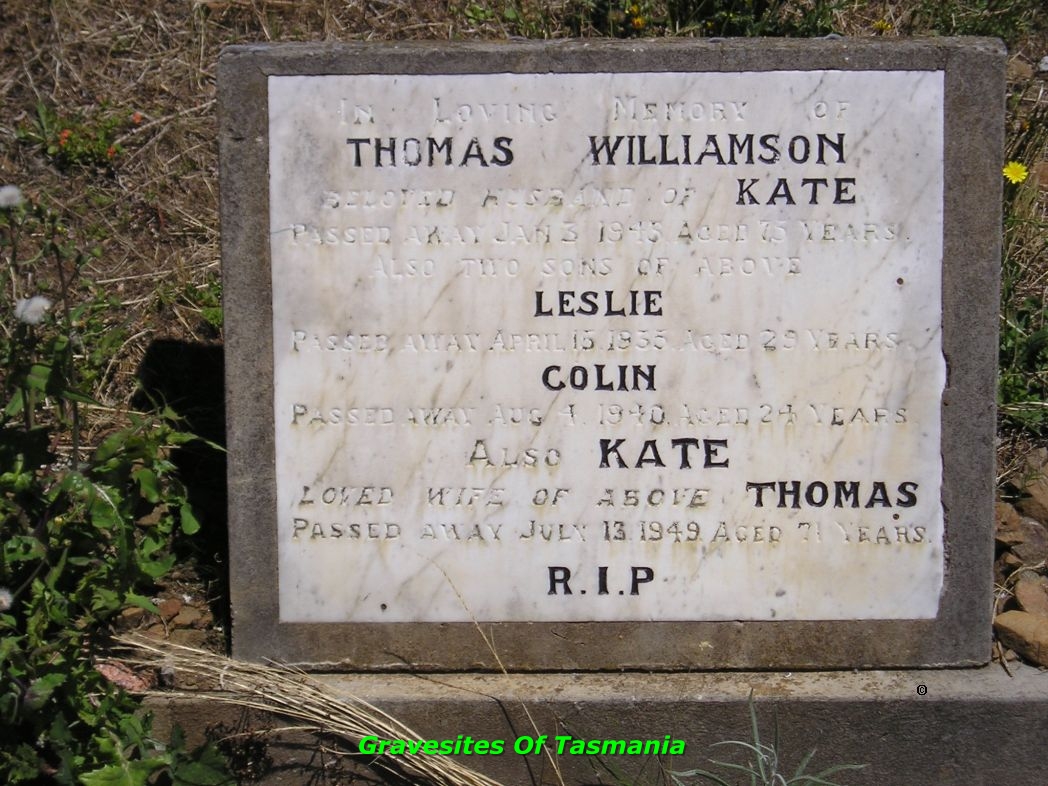 In Loving Memory of
THOMAS WILLIAMSON
BELOVED HUSBAND OF KATE
PASSED AWAY JAN 3 1945. AGED 75 YEARS.
ALSO TWO SONS OF ABOVE
LESLIE
PASSED AWAY APRIL 15.1935. AGED 29 YEARS.
COLIN
PASSED AWAY AUG 4. 1940. AGED 24 YEARS.
ALSO KATE
LOVED WIFE OF ABOVE THOMAS
PASSED AWAY JULY 13.1949. AGED 71 YEARS.
R.I.P
©
Gravesites Of Tasmania